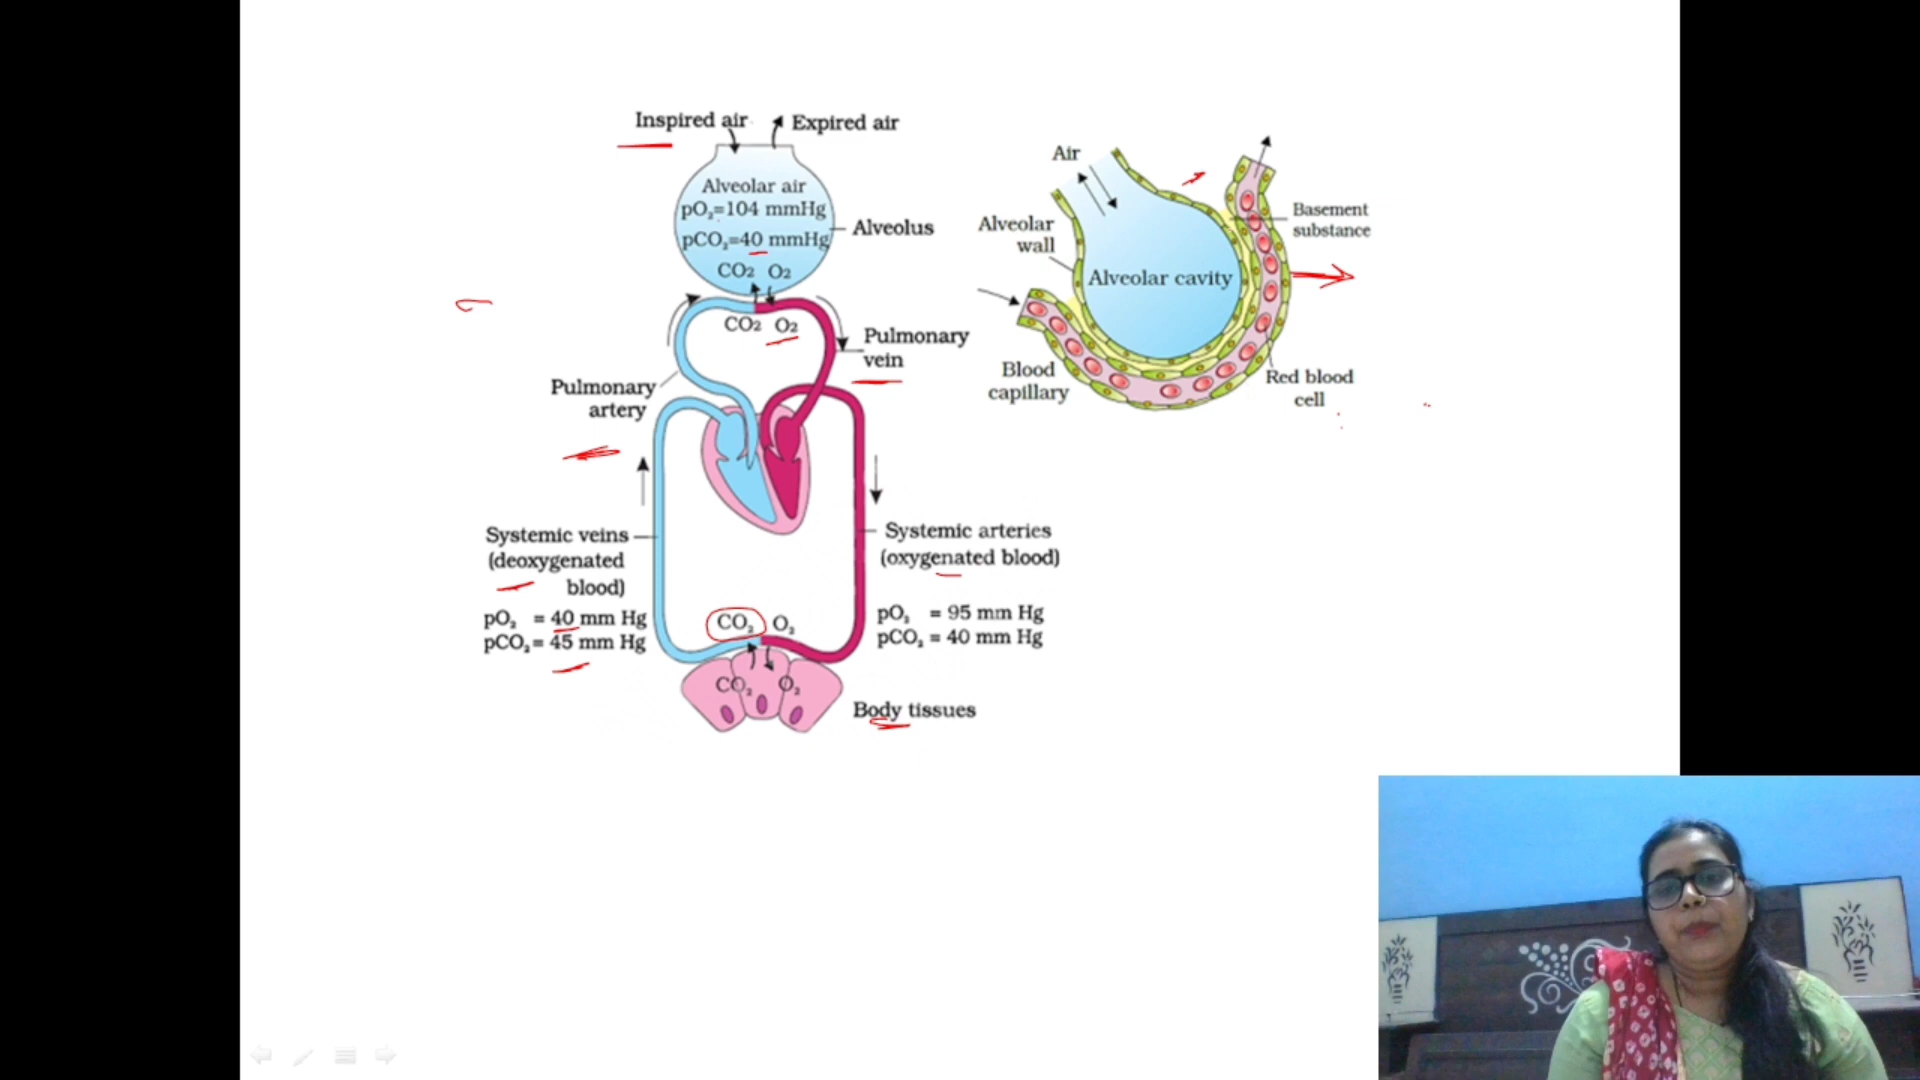 Inspired air
Expired air
Alveolar air
pO₂=104 mmHg
pCO₂=40 mmHg
Alveolus
CO2 O2
CO2 O2
Pulmonary
vein
Pulmonary
artery
Systemic veins
(deoxygenated
blood)
pO₂ = 40 mm Hg
pCO₂ = 45 mm Hg
Systemic arteries
(oxygenated blood)
pO₂ = 95 mm Hg
pCO₂ = 40 mm Hg
CO₂ O₂
CO₂ O₂
Body tissues
Air
Alveolar
wall
Alveolar cavity
Basement
substance
Blood
capillary
Red blood
cell